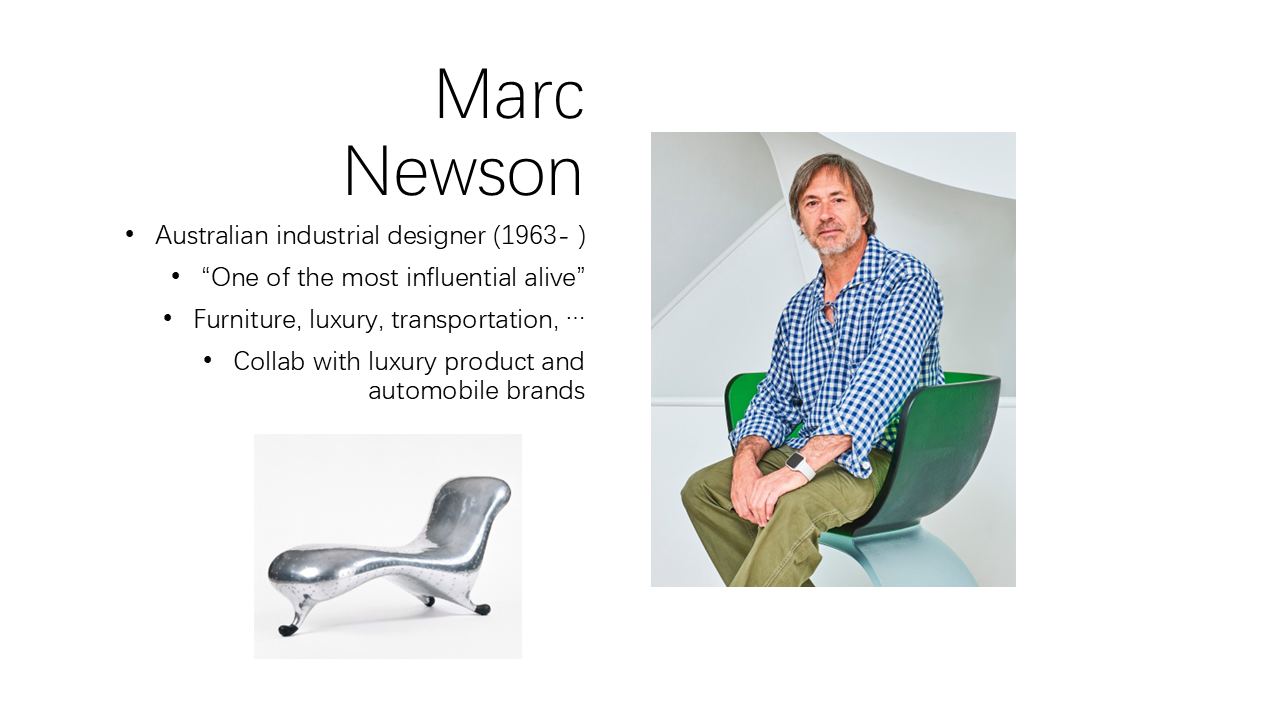 Marc
Newson
• Australian industrial designer (1963- )
• “One of the most influential alive”
• Furniture, luxury, transportation, …
• Collab with luxury product and
automobile brands